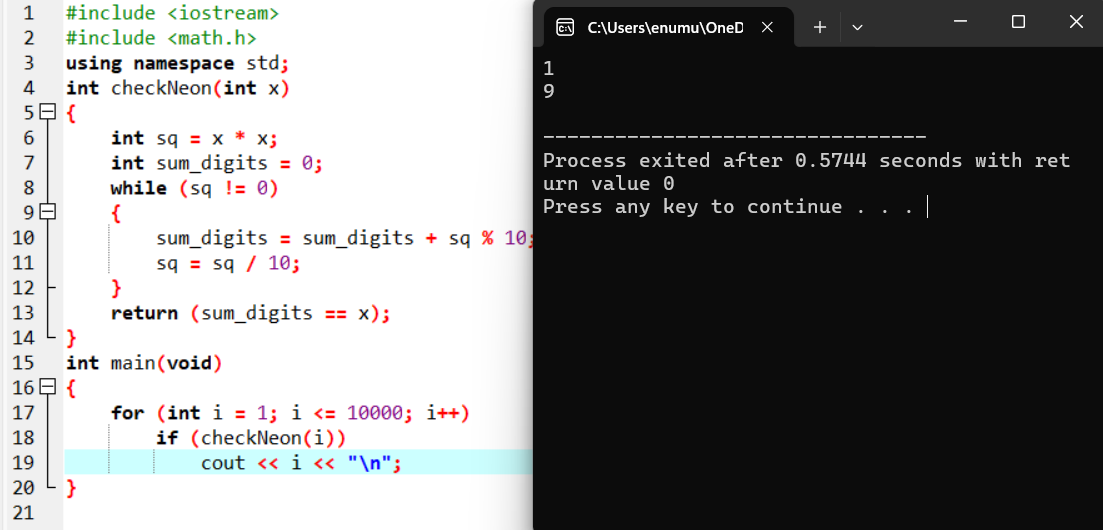 1 #include <iostream>
2 #include <math.h>
3 using namespace std;
4 int checkNeon(int x)
5 {
6     int sq = x * x;
7     int sum_digits = 0;
8     while (sq != 0)
9     {
10         sum_digits = sum_digits + sq % 10;
11         sq = sq / 10;
12     }
13     return (sum_digits == x);
14 }
15 int main(void)
16 {
17     for (int i = 1; i <= 10000; i++)
18         if (checkNeon(i))
19             cout << i << "\n";
20 }
21
C:\Users\enumu\OneD
1
9
--------------------------------
Process exited after 0.5744 seconds with ret
urn value 0
Press any key to continue . . .